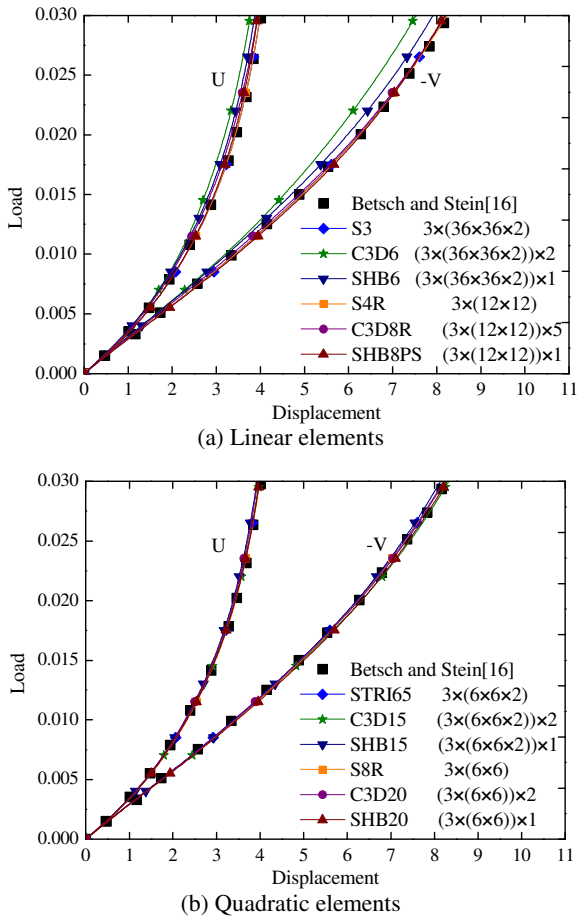 0.030
0.025
0.020
0.015
0.010
0.005
0.000
Load
U
-V
Betsch and Stein[16]
S3 3×(36×36×2)
C3D6 (3×(36×36×2))×2
SHB6 (3×(36×36×2))×1
S4R 3×(12×12)
C3D8R (3×(12×12))×5
SHB8PS (3×(12×12))×1
0 1 2 3 4 5 6 7 8 9 10 11
Displacement
(a) Linear elements
0.030
0.025
0.020
0.015
0.010
0.005
0.000
Load
U
-V
Betsch and Stein[16]
STRI65 3×(6×6×2)
C3D15 (3×(6×6×2))×2
SHB15 (3×(6×6×2))×1
S8R 3×(6×6)
C3D20 (3×(6×6))×2
SHB20 (3×(6×6))×1
0 1 2 3 4 5 6 7 8 9 10 11
Displacement
(b) Quadratic elements